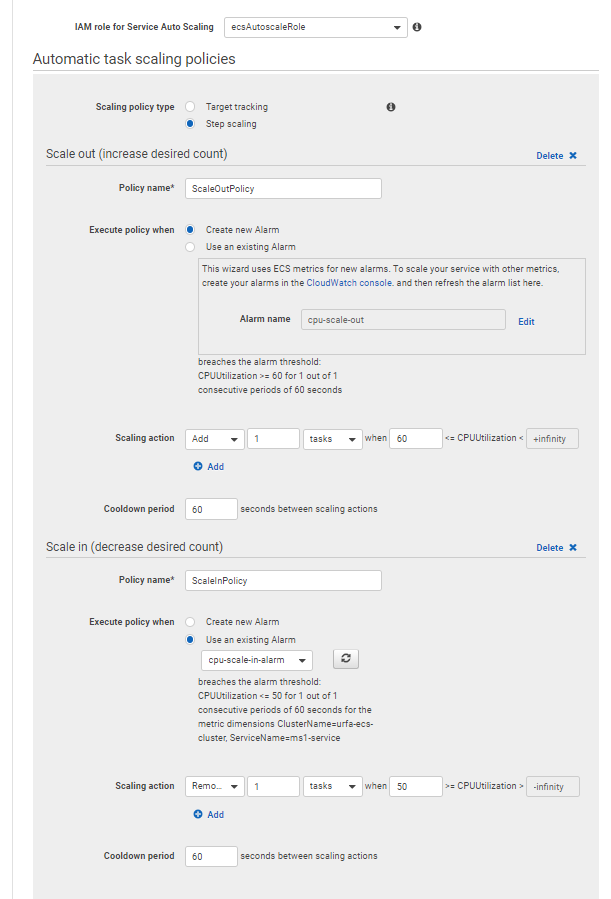 IAM role for Service Auto Scaling ecsAutoscaleRole
Automatic task scaling policies
Scaling policy type Target tracking
Step scaling
Scale out (increase desired count)
Delete
Policy name* ScaleOutPolicy
Execute policy when Create new Alarm
Use an existing Alarm
This wizard uses ECS metrics for new alarms. To scale your service with other metrics,
create your alarms in the CloudWatch console. and then refresh the alarm list here.
Alarm name cpu-scale-out Edit
breaches the alarm threshold:
CPUUtilization >= 60 for 1 out of 1
consecutive periods of 60 seconds
Scaling action Add 1 tasks when 60 <= CPUUtilization < +infinity
Add
Cooldown period 60 seconds between scaling actions
Scale in (decrease desired count)
Delete
Policy name* ScaleInPolicy
Execute policy when Create new Alarm
Use an existing Alarm
cpu-scale-in-alarm
breaches the alarm threshold:
CPUUtilization <= 50 for 1 out of 1
consecutive periods of 60 seconds for the
metric dimensions ClusterName=urfa-ecs-
cluster, ServiceName=ms1-service
Scaling action Remo... 1 tasks when 50 >= CPUUtilization > -infinity
Add
Cooldown period 60 seconds between scaling actions